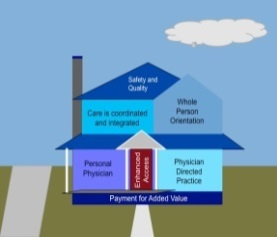 Safety and
Quality
Care is coordinated
and integrated
Whole
Person
Orientation
Personal
Physician
Enhanced
Access
Physician
Directed
Practice
Payment for Added Value